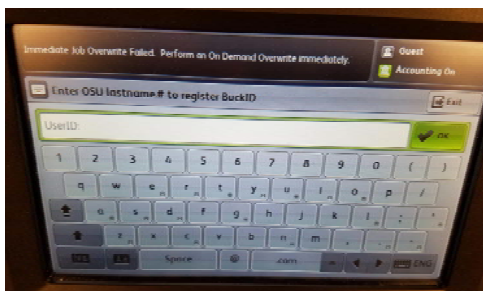 Immediate Job Overwrite Failed. Perform an On Demand Overwrite immediately.
Guest
Accounting On
Enter OSU lastname# to register BuckID
Exit
UserID:
OK
1 2 3 4 5 6 7 8 9 0 ( )
q w e r t y u i o p /
a s d f g h j k l ; '
z x c v b n m , .
Space @ .com ENG